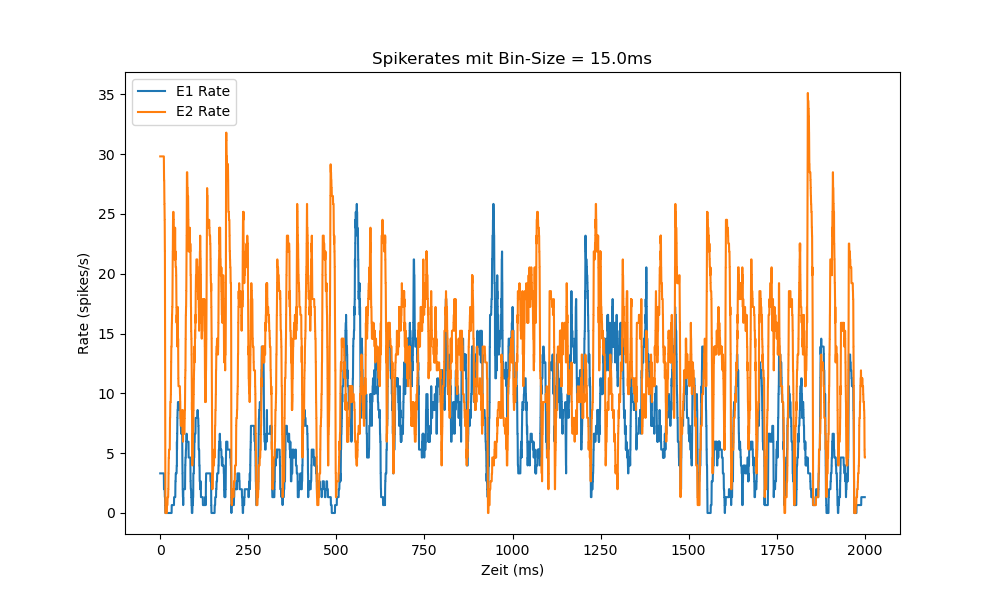 Spikerates mit Bin-Size = 15.0ms
E1 Rate
E2 Rate
35
30
25
20
15
10
5
0
Rate (spikes/s)
0 250 500 750 1000 1250 1500 1750 2000
Zeit (ms)